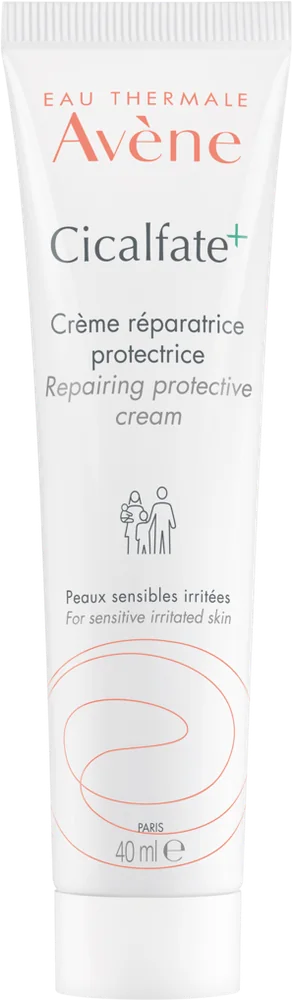 EAU THERMALE
Avène
Cicalfate+
Crème réparatrice
protectrice
Repairing protective
cream
Peaux sensibles irritées
For sensitive irritated skin
PARIS
40 ml ℮